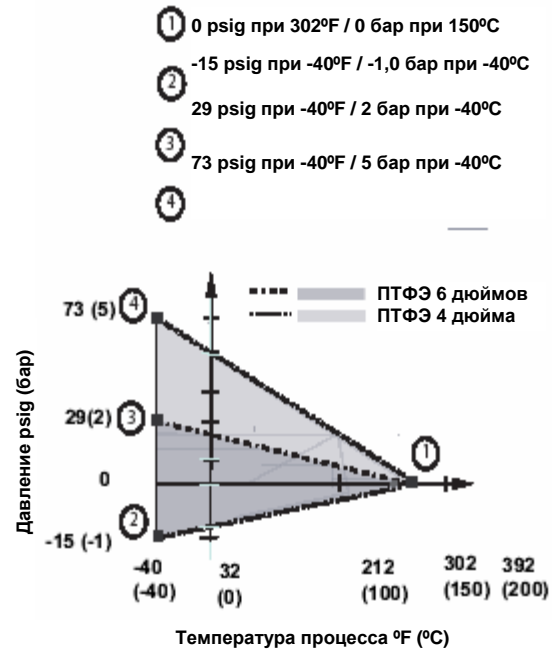 1 0 psig при 302ºF / 0 бар при 150ºC
-15 psig при -40ºF / -1,0 бар при -40ºC
2
29 psig при -40ºF / 2 бар при -40ºC
3
73 psig при -40ºF / 5 бар при -40ºC
4
ПТФЭ 6 дюймов
ПТФЭ 4 дюйма
73 (5) 4
29(2) 3
0
1
-15 (-1) 2
Давление psig (бар)
-40 32 212 302 392
(-40) (0) (100) (150) (200)
Температура процесса ºF (ºC)